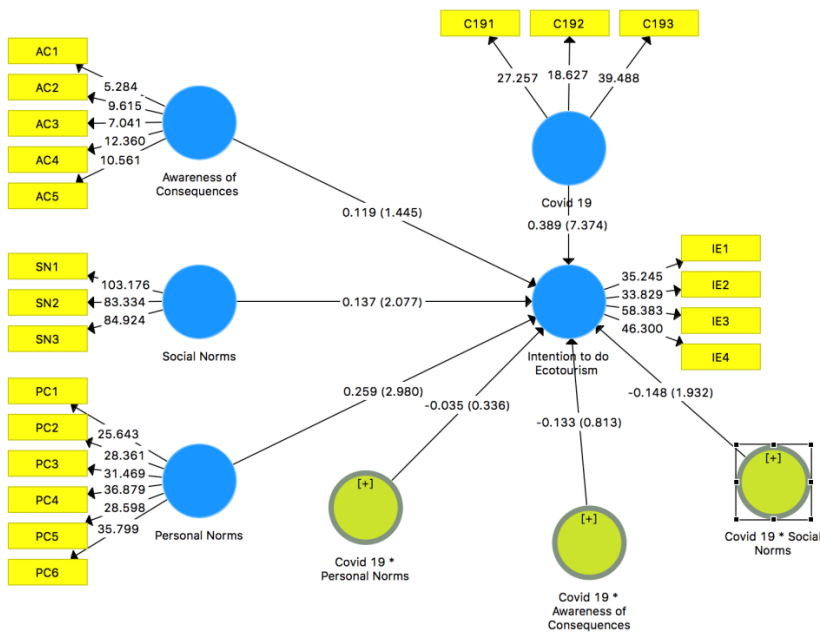 C191
C192
C193
27.257
18.627
39.488
Covid 19
0.389 (7.374)
AC1
AC2
AC3
AC4
AC5
5.284
9.615
7.041
12.360
10.561
Awareness of
Consequences
0.119 (1.445)
SN1
SN2
SN3
103.176
83.334
84.924
Social Norms
0.137 (2.077)
IE1
IE2
IE3
IE4
35.245
33.829
58.383
46.300
Intention to do
Ecotourism
PC1
PC2
PC3
PC4
PC5
PC6
25.643
28.361
31.469
36.879
28.598
35.799
Personal Norms
0.259 (2.980)
-0.035 (0.336)
-0.133 (0.813)
-0.148 (1.932)
[+]
Covid 19 *
Personal Norms
[+]
Covid 19 *
Awareness of
Consequences
[+]
Covid 19 * Social
Norms